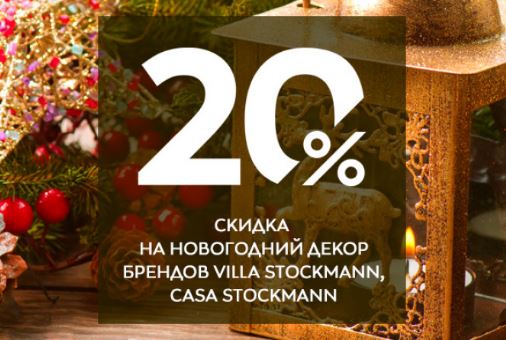 20%
СКИДКА
НА НОВОГОДНИЙ ДЕКОР
БРЕНДОВ VILLA STOCKMANN,
CASA STOCKMANN